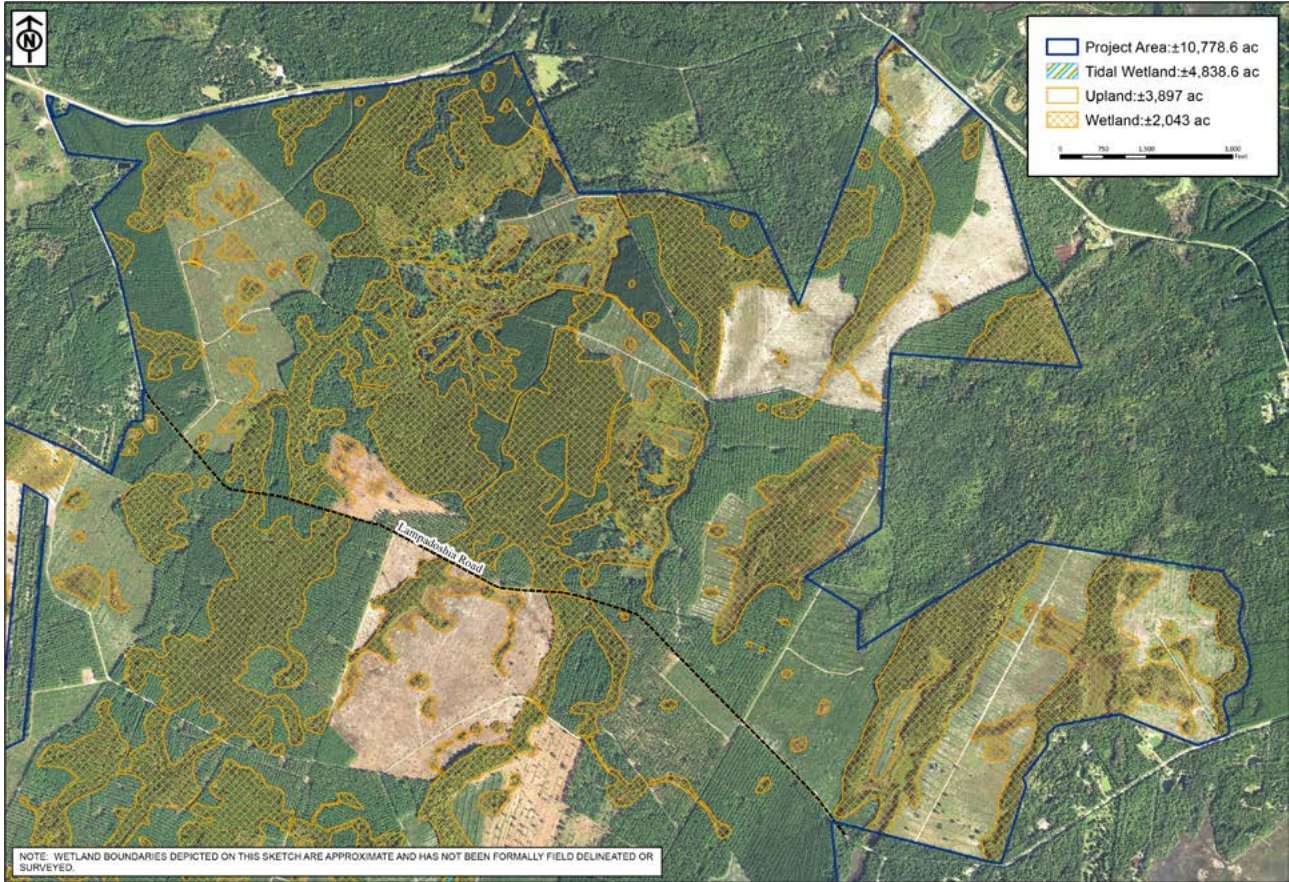 N
Project Area:±10,778.6 ac
Tidal Wetland:±4,838.6 ac
Upland:±3,897 ac
Wetland:±2,043 ac
0 750 1,500 3,000
Feet
Lampadoshia Road
NOTE: WETLAND BOUNDARIES DEPICTED ON THIS SKETCH ARE APPROXIMATE AND HAS NOT BEEN FORMALLY FIELD DELINEATED OR
SURVEYED.